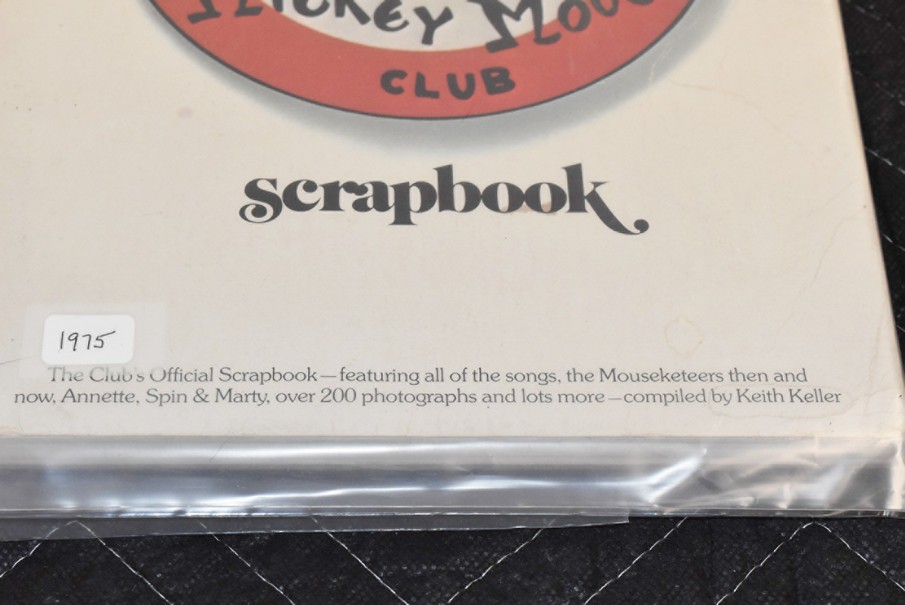 MICKEY MOUSE
CLUB
scrapbook
1975
The Club's Official Scrapbook—featuring all of the songs, the Mouseketeers then and
now, Annette, Spin & Marty, over 200 photographs and lots more—compiled by Keith Keller